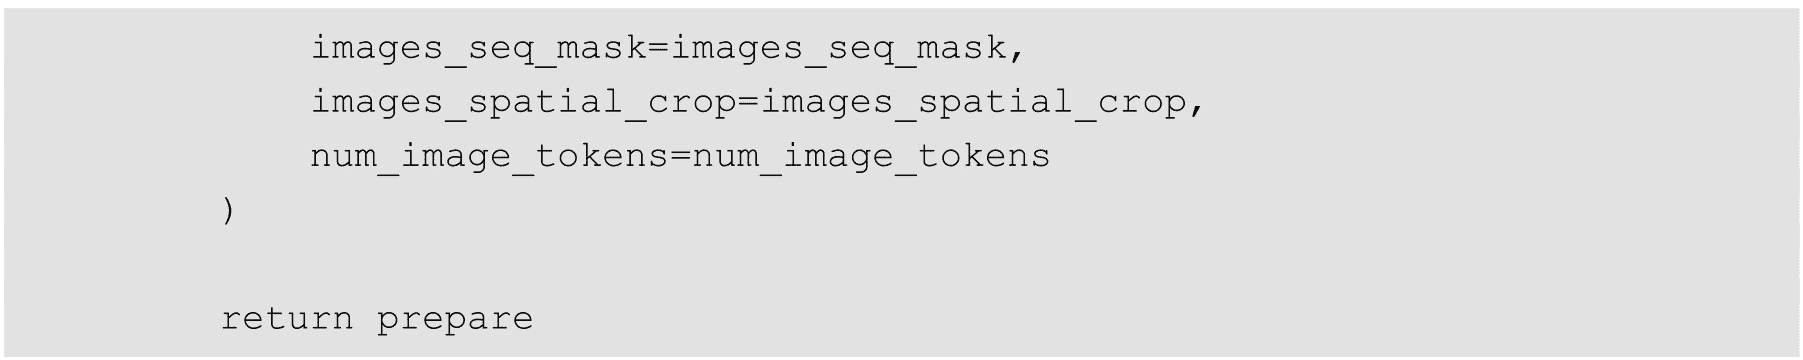 images_seq_mask=images_seq_mask,
images_spatial_crop=images_spatial_crop,
num_image_tokens=num_image_tokens
)
return prepare